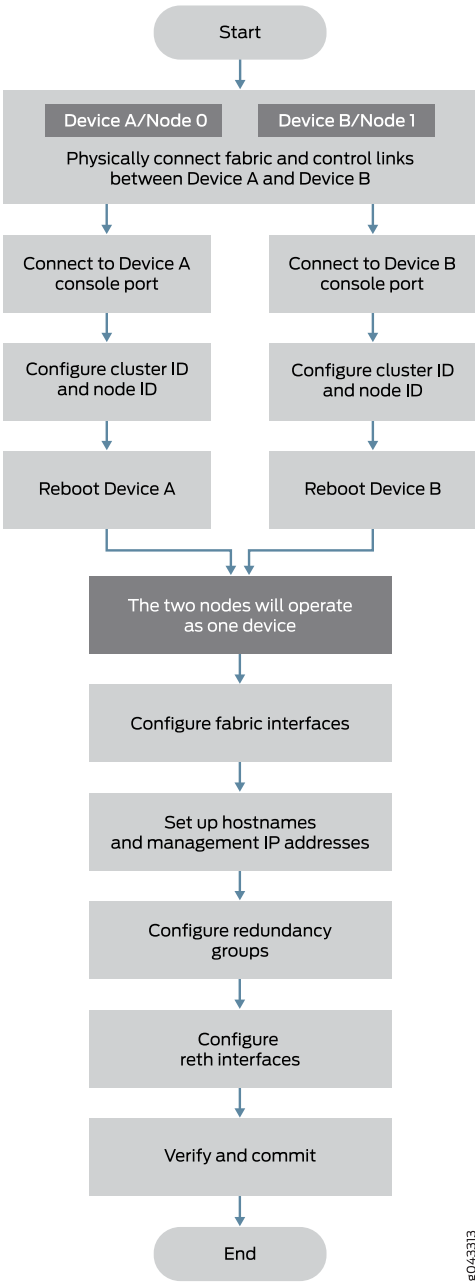 Start
Device A/Node 0
Device B/Node 1
Physically connect fabric and control links
between Device A and Device B
Connect to Device A
console port
Connect to Device B
console port
Configure cluster ID
and node ID
Configure cluster ID
and node ID
Reboot Device A
Reboot Device B
The two nodes will operate
as one device
Configure fabric interfaces
Set up hostnames
and management IP addresses
Configure redundancy
groups
Configure
reth interfaces
Verify and commit
End
g043313